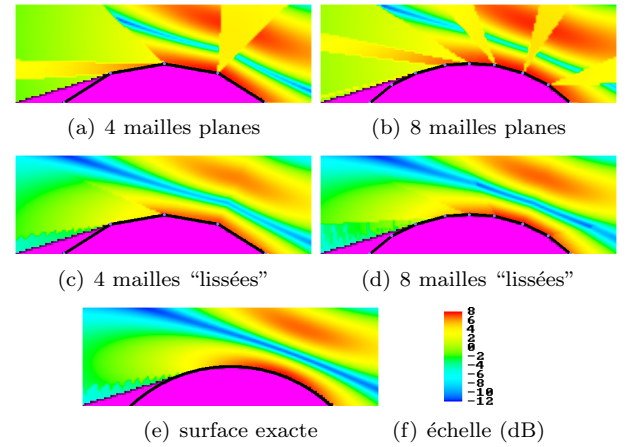 (a) 4 mailles planes
(b) 8 mailles planes
(c) 4 mailles “lissées”
(d) 8 mailles “lissées”
8
6
4
2
0
−2
−4
−6
−8
−10
−12
(e) surface exacte
(f) échelle (dB)